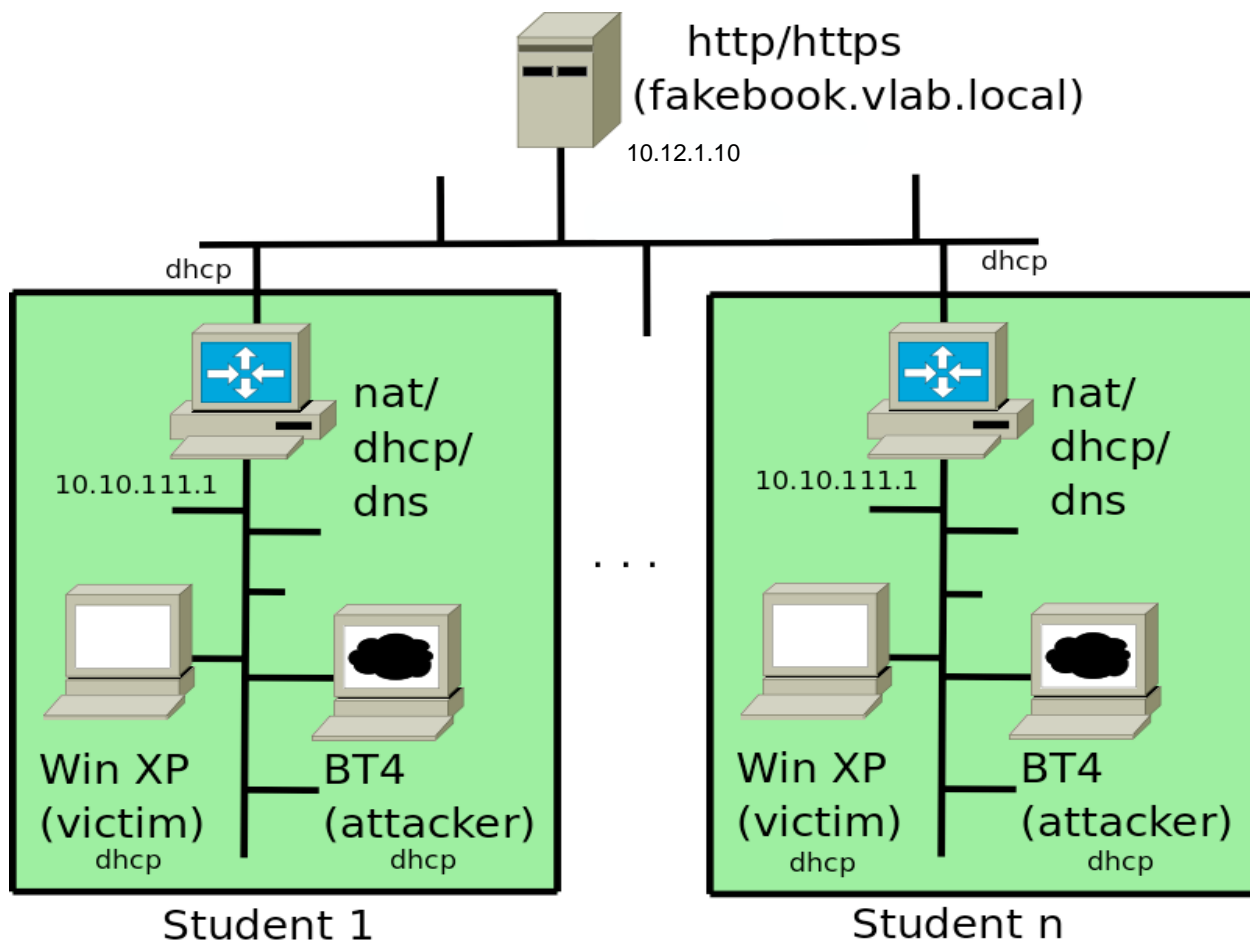 http/https
(fakebook.vlab.local)
10.12.1.10
dhcp
dhcp
nat/
dhcp/
dns
10.10.111.1
Win XP
(victim)
dhcp
BT4
(attacker)
dhcp
Student 1
. . .
nat/
dhcp/
dns
10.10.111.1
Win XP
(victim)
dhcp
BT4
(attacker)
dhcp
Student n